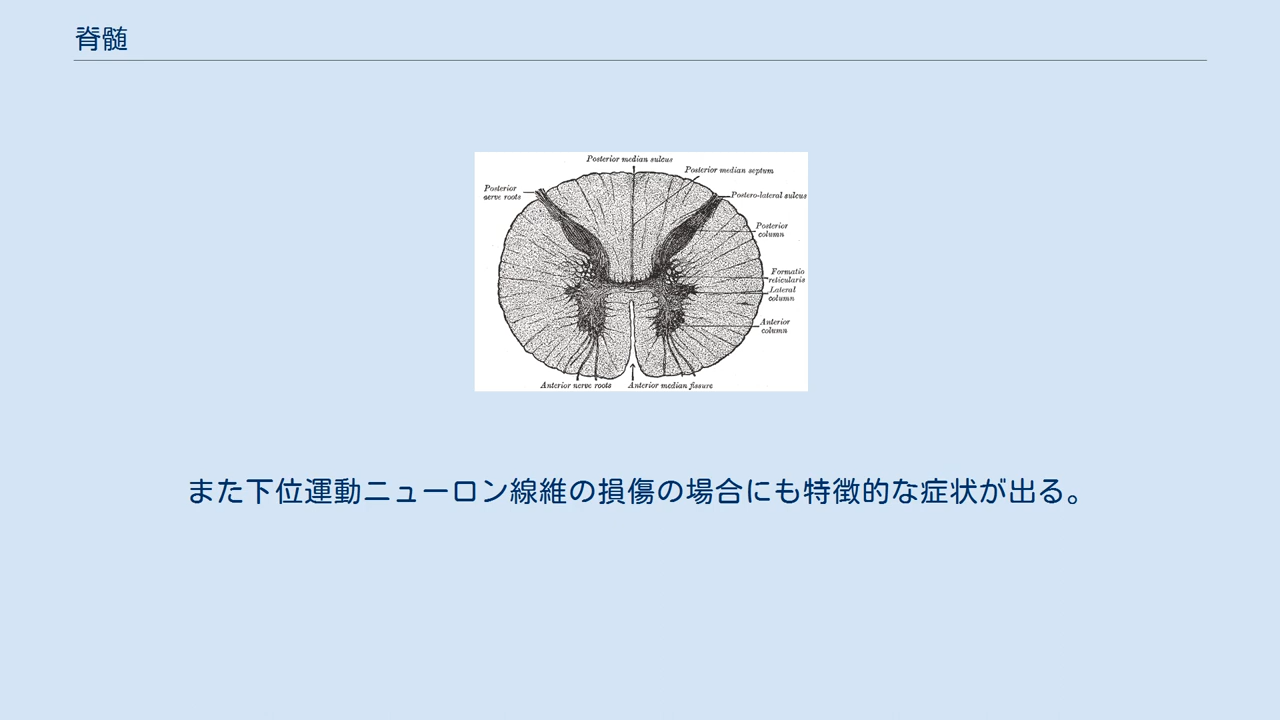 脊髄
Posterior median sulcus
Posterior median septum
Posterior
nerve roots
Postero-lateral sulcus
Posterior
column
Formatio
reticularis
Lateral
column
Anterior
column
Anterior nerve roots
Anterior median fissure
また下位運動ニューロン線維の損傷の場合にも特徴的な症状が出る。